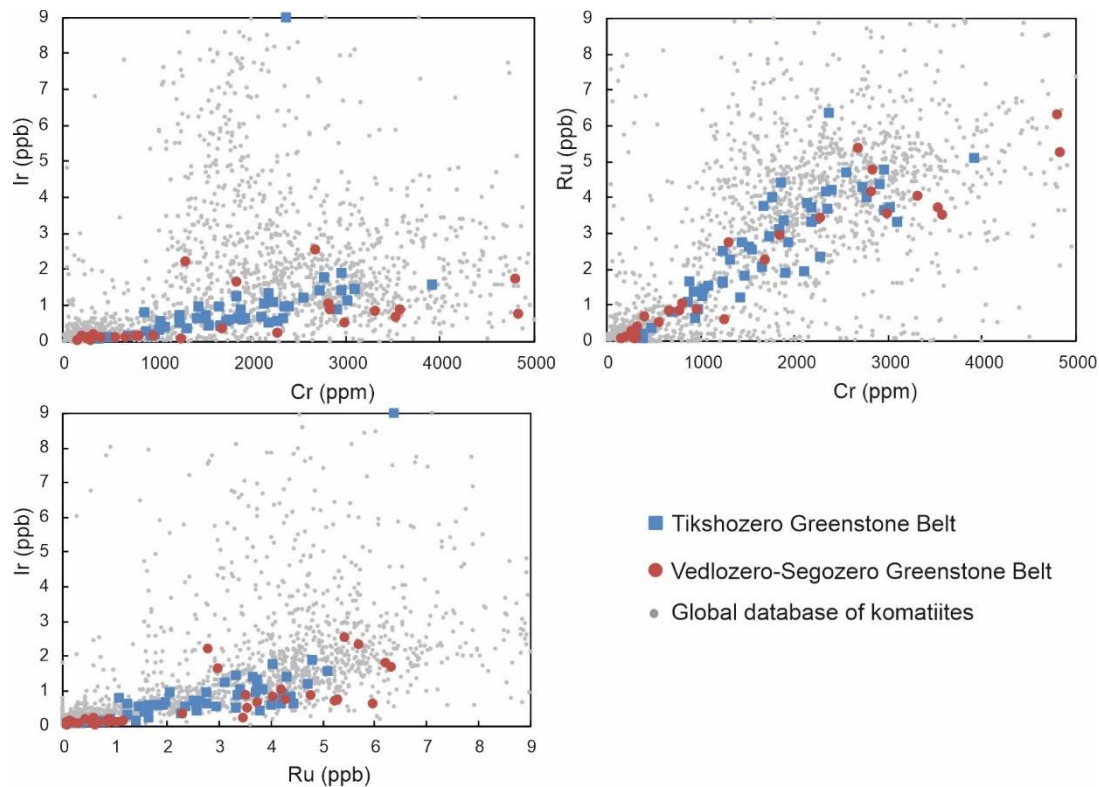 9
8
7
6
5
4
3
2
1
0
Ir (ppb)
0 1000 2000 3000 4000 5000
Cr (ppm)
9
8
7
6
5
4
3
2
1
0
Ru (ppb)
0 1000 2000 3000 4000 5000
Cr (ppm)
9
8
7
6
5
4
3
2
1
0
Ir (ppb)
0 1 2 3 4 5 6 7 8 9
Ru (ppb)
Tikshozero Greenstone Belt
Vedlozero-Segozero Greenstone Belt
Global database of komatiites